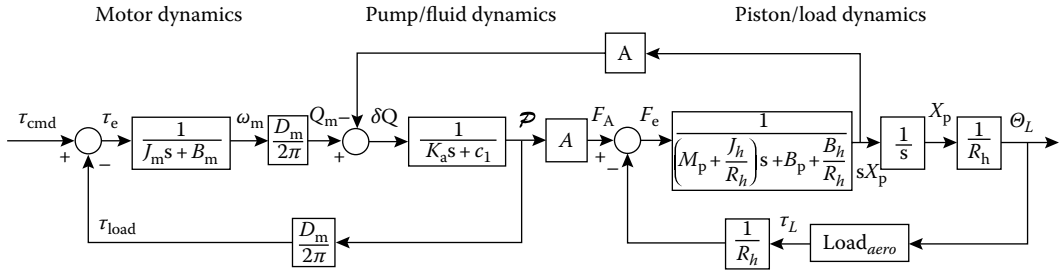 Motor dynamics Pump/fluid dynamics Piston/load dynamics
A
τcmd + − τe 1/(Jms + Bm) ωm Dm/2π Qm − + δQ 1/(Kas + c1) 𝓟 A FA + − Fe 1/((Mp + Jh/Rh)s + Bp + Bh/Rh) sXp 1/s Xp 1/Rh ΘL
τload Dm/2π 1/Rh τL Loadaero